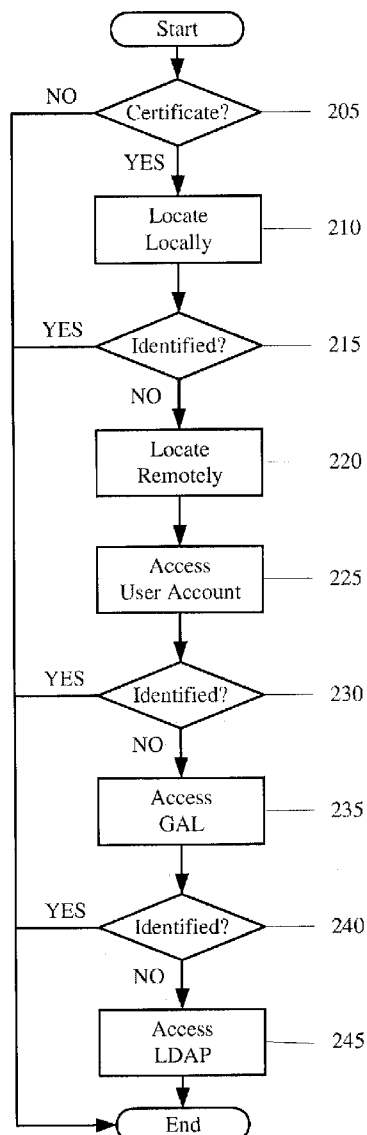 Start
NO
Certificate?
205
YES
Locate
Locally
210
YES
Identified?
215
NO
Locate
Remotely
220
Access
User Account
225
YES
Identified?
230
NO
Access
GAL
235
YES
Identified?
240
NO
Access
LDAP
245
End